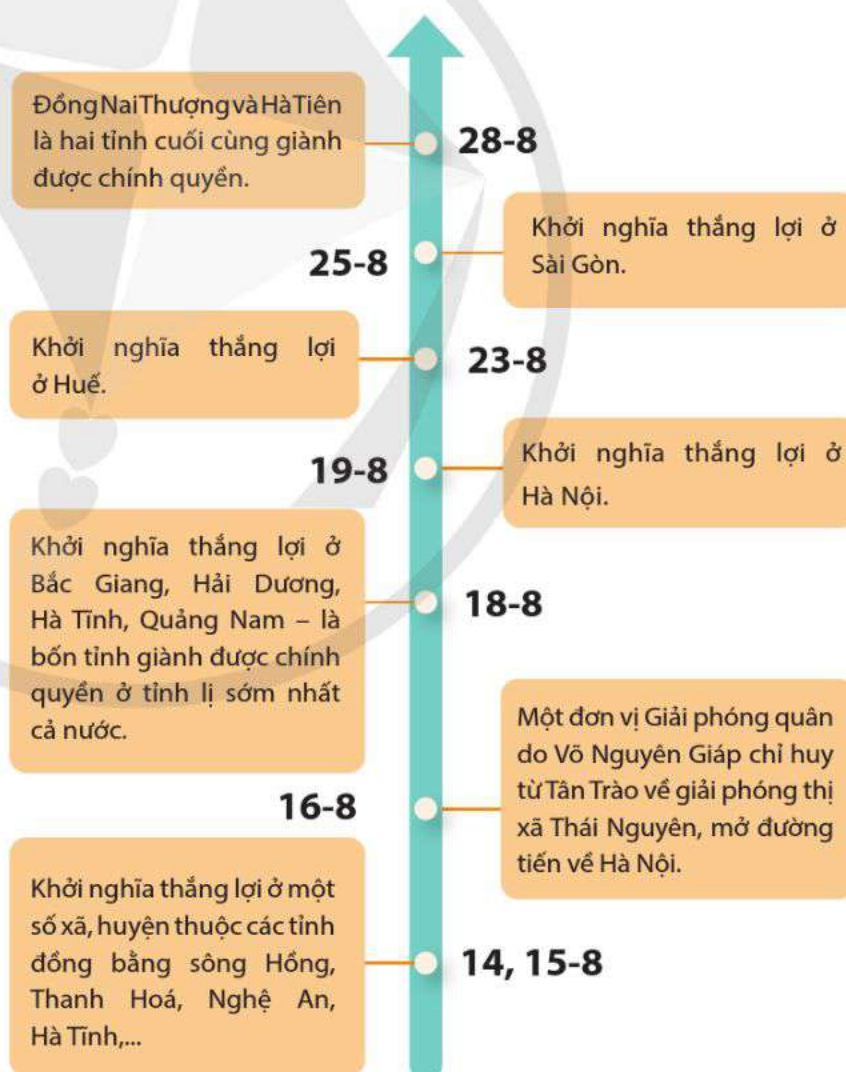 Đồng Nai Thượng và Hà Tiên
là hai tỉnh cuối cùng giành
được chính quyền.
28-8
25-8
Khởi nghĩa thắng lợi ở
Sài Gòn.
Khởi nghĩa thắng lợi
ở Huế.
23-8
19-8
Khởi nghĩa thắng lợi ở
Hà Nội.
Khởi nghĩa thắng lợi ở
Bắc Giang, Hải Dương,
Hà Tĩnh, Quảng Nam – là
bốn tỉnh giành được chính
quyền ở tỉnh lị sớm nhất
cả nước.
18-8
16-8
Một đơn vị Giải phóng quân
do Võ Nguyên Giáp chỉ huy
từ Tân Trào về giải phóng thị
xã Thái Nguyên, mở đường
tiến về Hà Nội.
Khởi nghĩa thắng lợi ở một
số xã, huyện thuộc các tỉnh
đồng bằng sông Hồng,
Thanh Hoá, Nghệ An,
Hà Tĩnh,...
14, 15-8